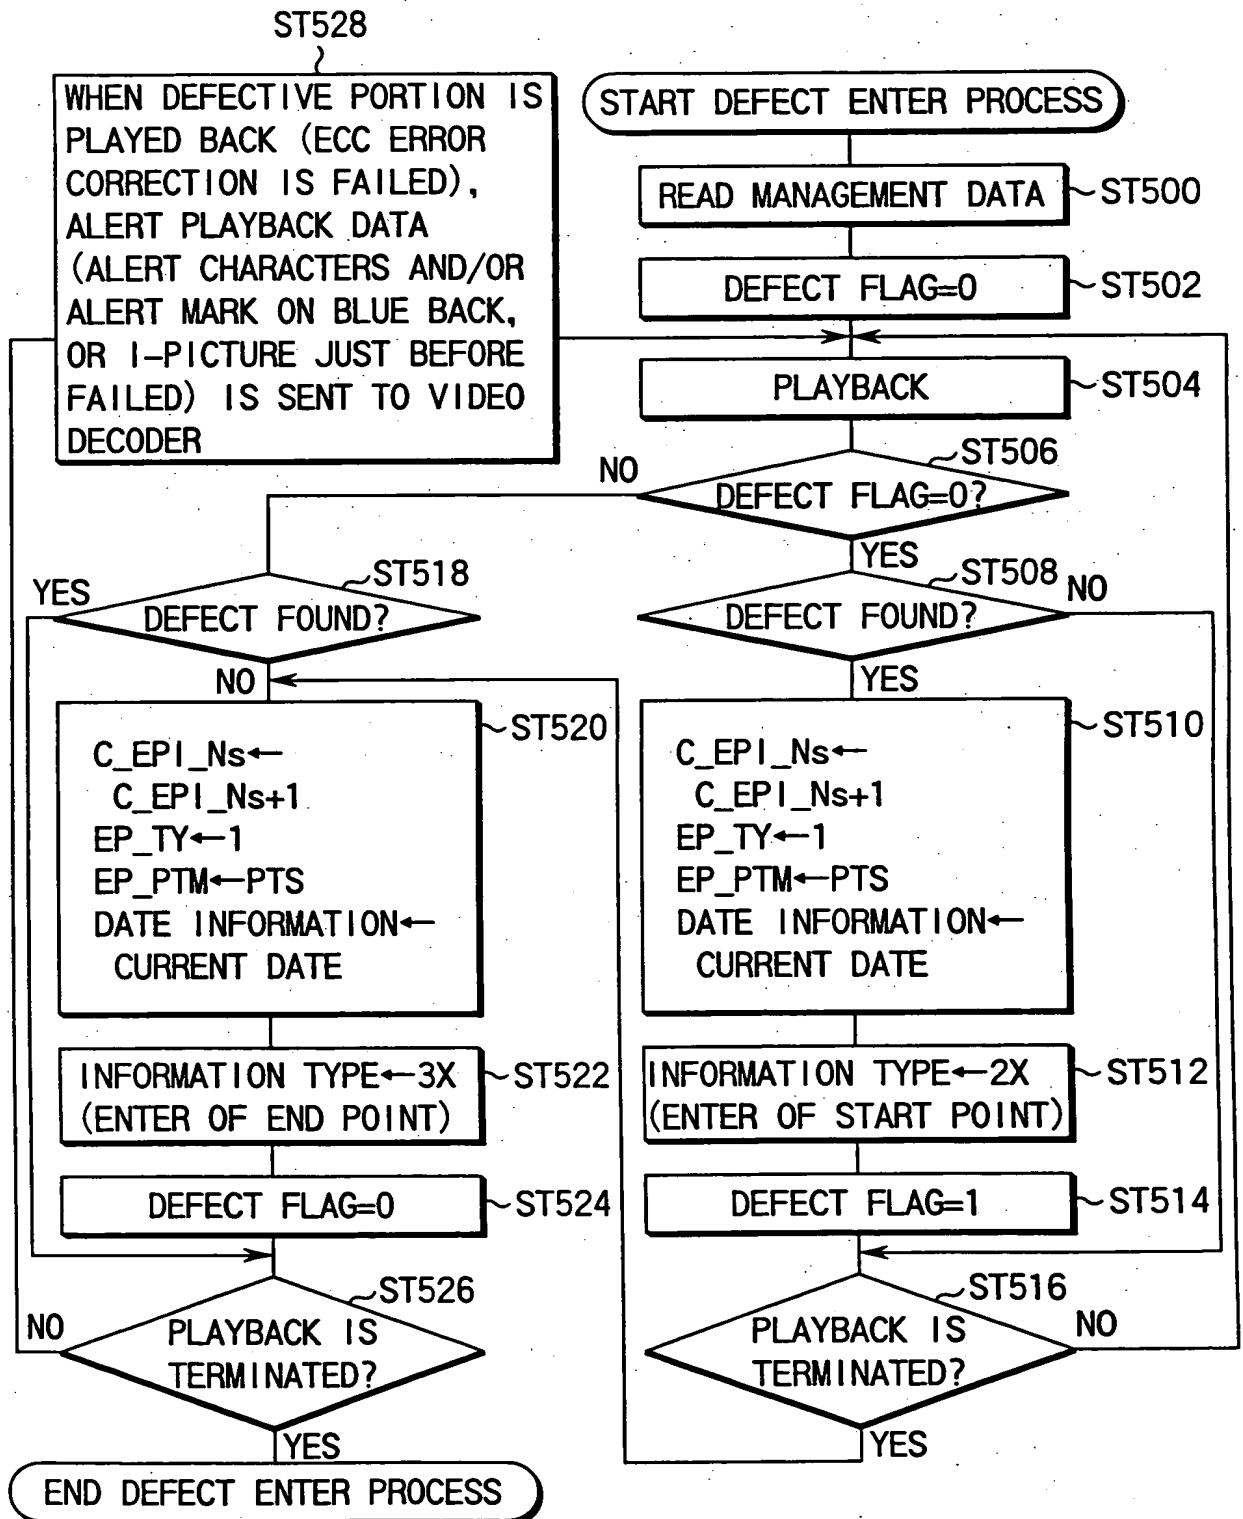 ST528
WHEN DEFECTIVE PORTION IS
PLAYED BACK (ECC ERROR
CORRECTION IS FAILED),
ALERT PLAYBACK DATA
(ALERT CHARACTERS AND/OR
ALERT MARK ON BLUE BACK,
OR I-PICTURE JUST BEFORE
FAILED) IS SENT TO VIDEO
DECODER
START DEFECT ENTER PROCESS
READ MANAGEMENT DATA
ST500
DEFECT FLAG=0
ST502
PLAYBACK
ST504
ST506
DEFECT FLAG=0?
NO
YES
ST518
YES
DEFECT FOUND?
NO
ST508
DEFECT FOUND?
NO
YES
ST520
C_EPI_Ns←
C_EPI_Ns+1
EP_TY←1
EP_PTM←PTS
DATE INFORMATION←
CURRENT DATE
ST510
C_EPI_Ns←
C_EPI_Ns+1
EP_TY←1
EP_PTM←PTS
DATE INFORMATION←
CURRENT DATE
INFORMATION TYPE←3X
(ENTER OF END POINT)
ST522
INFORMATION TYPE←2X
(ENTER OF START POINT)
ST512
DEFECT FLAG=0
ST524
DEFECT FLAG=1
ST514
ST526
NO
PLAYBACK IS
TERMINATED?
YES
ST516
PLAYBACK IS
TERMINATED?
NO
YES
END DEFECT ENTER PROCESS